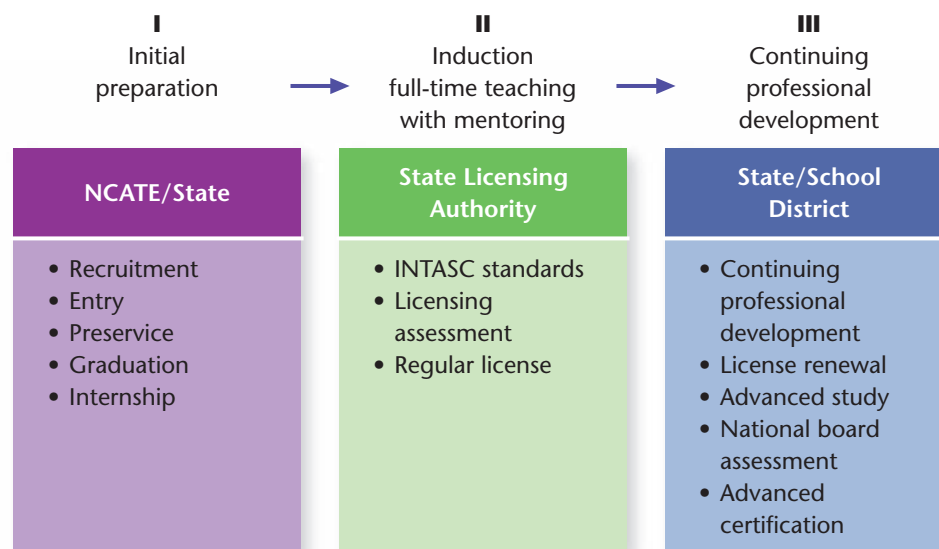 I
Initial
preparation
II
Induction
full-time teaching
with mentoring
III
Continuing
professional
development
NCATE/State
• Recruitment
• Entry
• Preservice
• Graduation
• Internship
State Licensing
Authority
• INTASC standards
• Licensing
assessment
• Regular license
State/School
District
• Continuing
professional
development
• License renewal
• Advanced study
• National board
assessment
• Advanced
certification